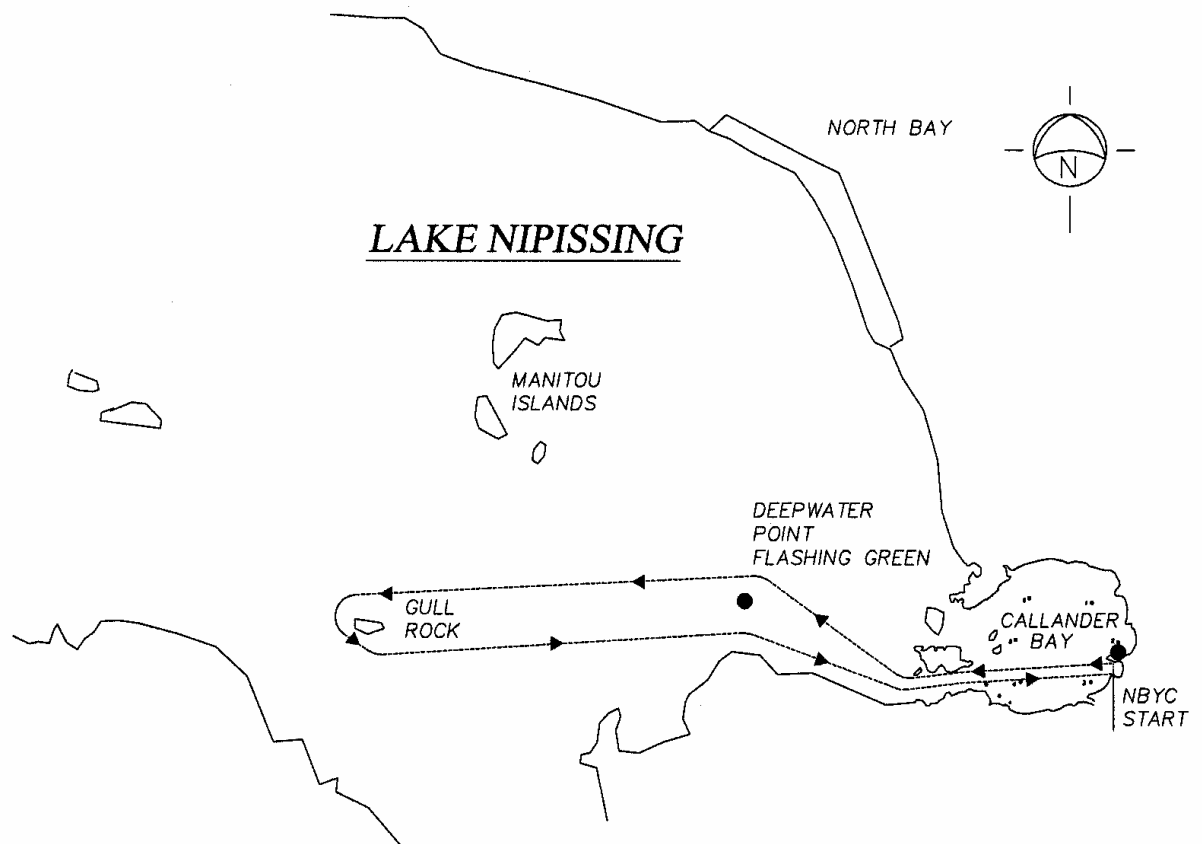 NORTH BAY
N
LAKE NIPISSING
MANITOU
ISLANDS
DEEPWATER
POINT
FLASHING GREEN
GULL
ROCK
CALLANDER
BAY
NBYC
START